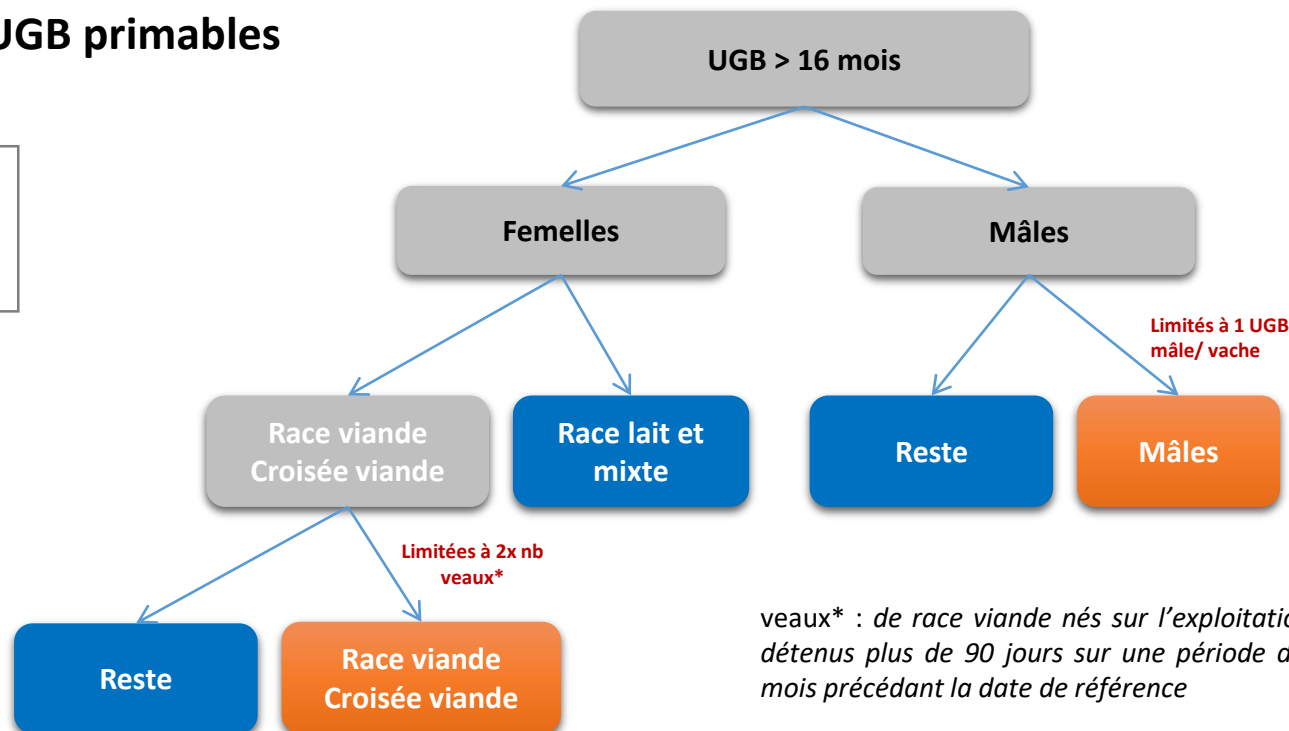 UGB primables
UGB > 16 mois
Femelles
Mâles
Limités à 1 UGB
mâle/ vache
Race viande
Croisée viande
Race lait et
mixte
Reste
Mâles
Limitées à 2x nb
veaux*
Reste
Race viande
Croisée viande
veaux* : de race viande nés sur l’exploitatio
détenus plus de 90 jours sur une période d
mois précédant la date de référence